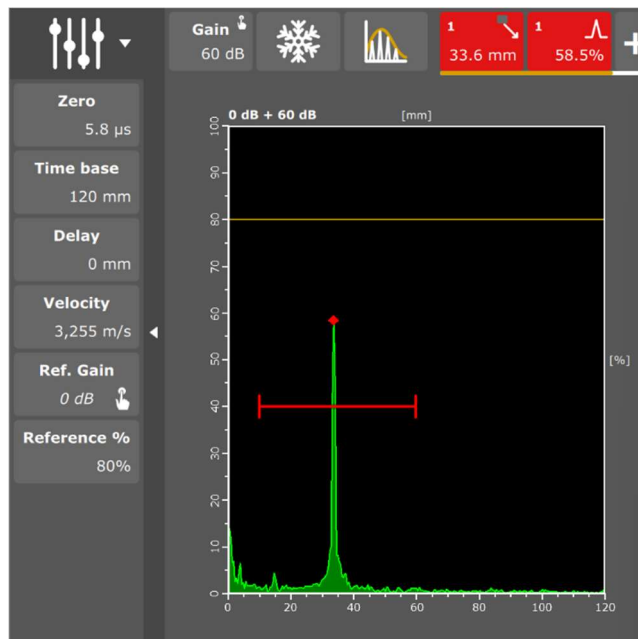 Gain
60 dB
1
33.6 mm
1
58.5%
Zero
5.8 µs
Time base
120 mm
Delay
0 mm
Velocity
3,255 m/s
Ref. Gain
0 dB
Reference %
80%
0 dB + 60 dB
[mm]
100
90
80
70
60
50
40
30
20
10
0
[%]
0 20 40 60 80 100 120